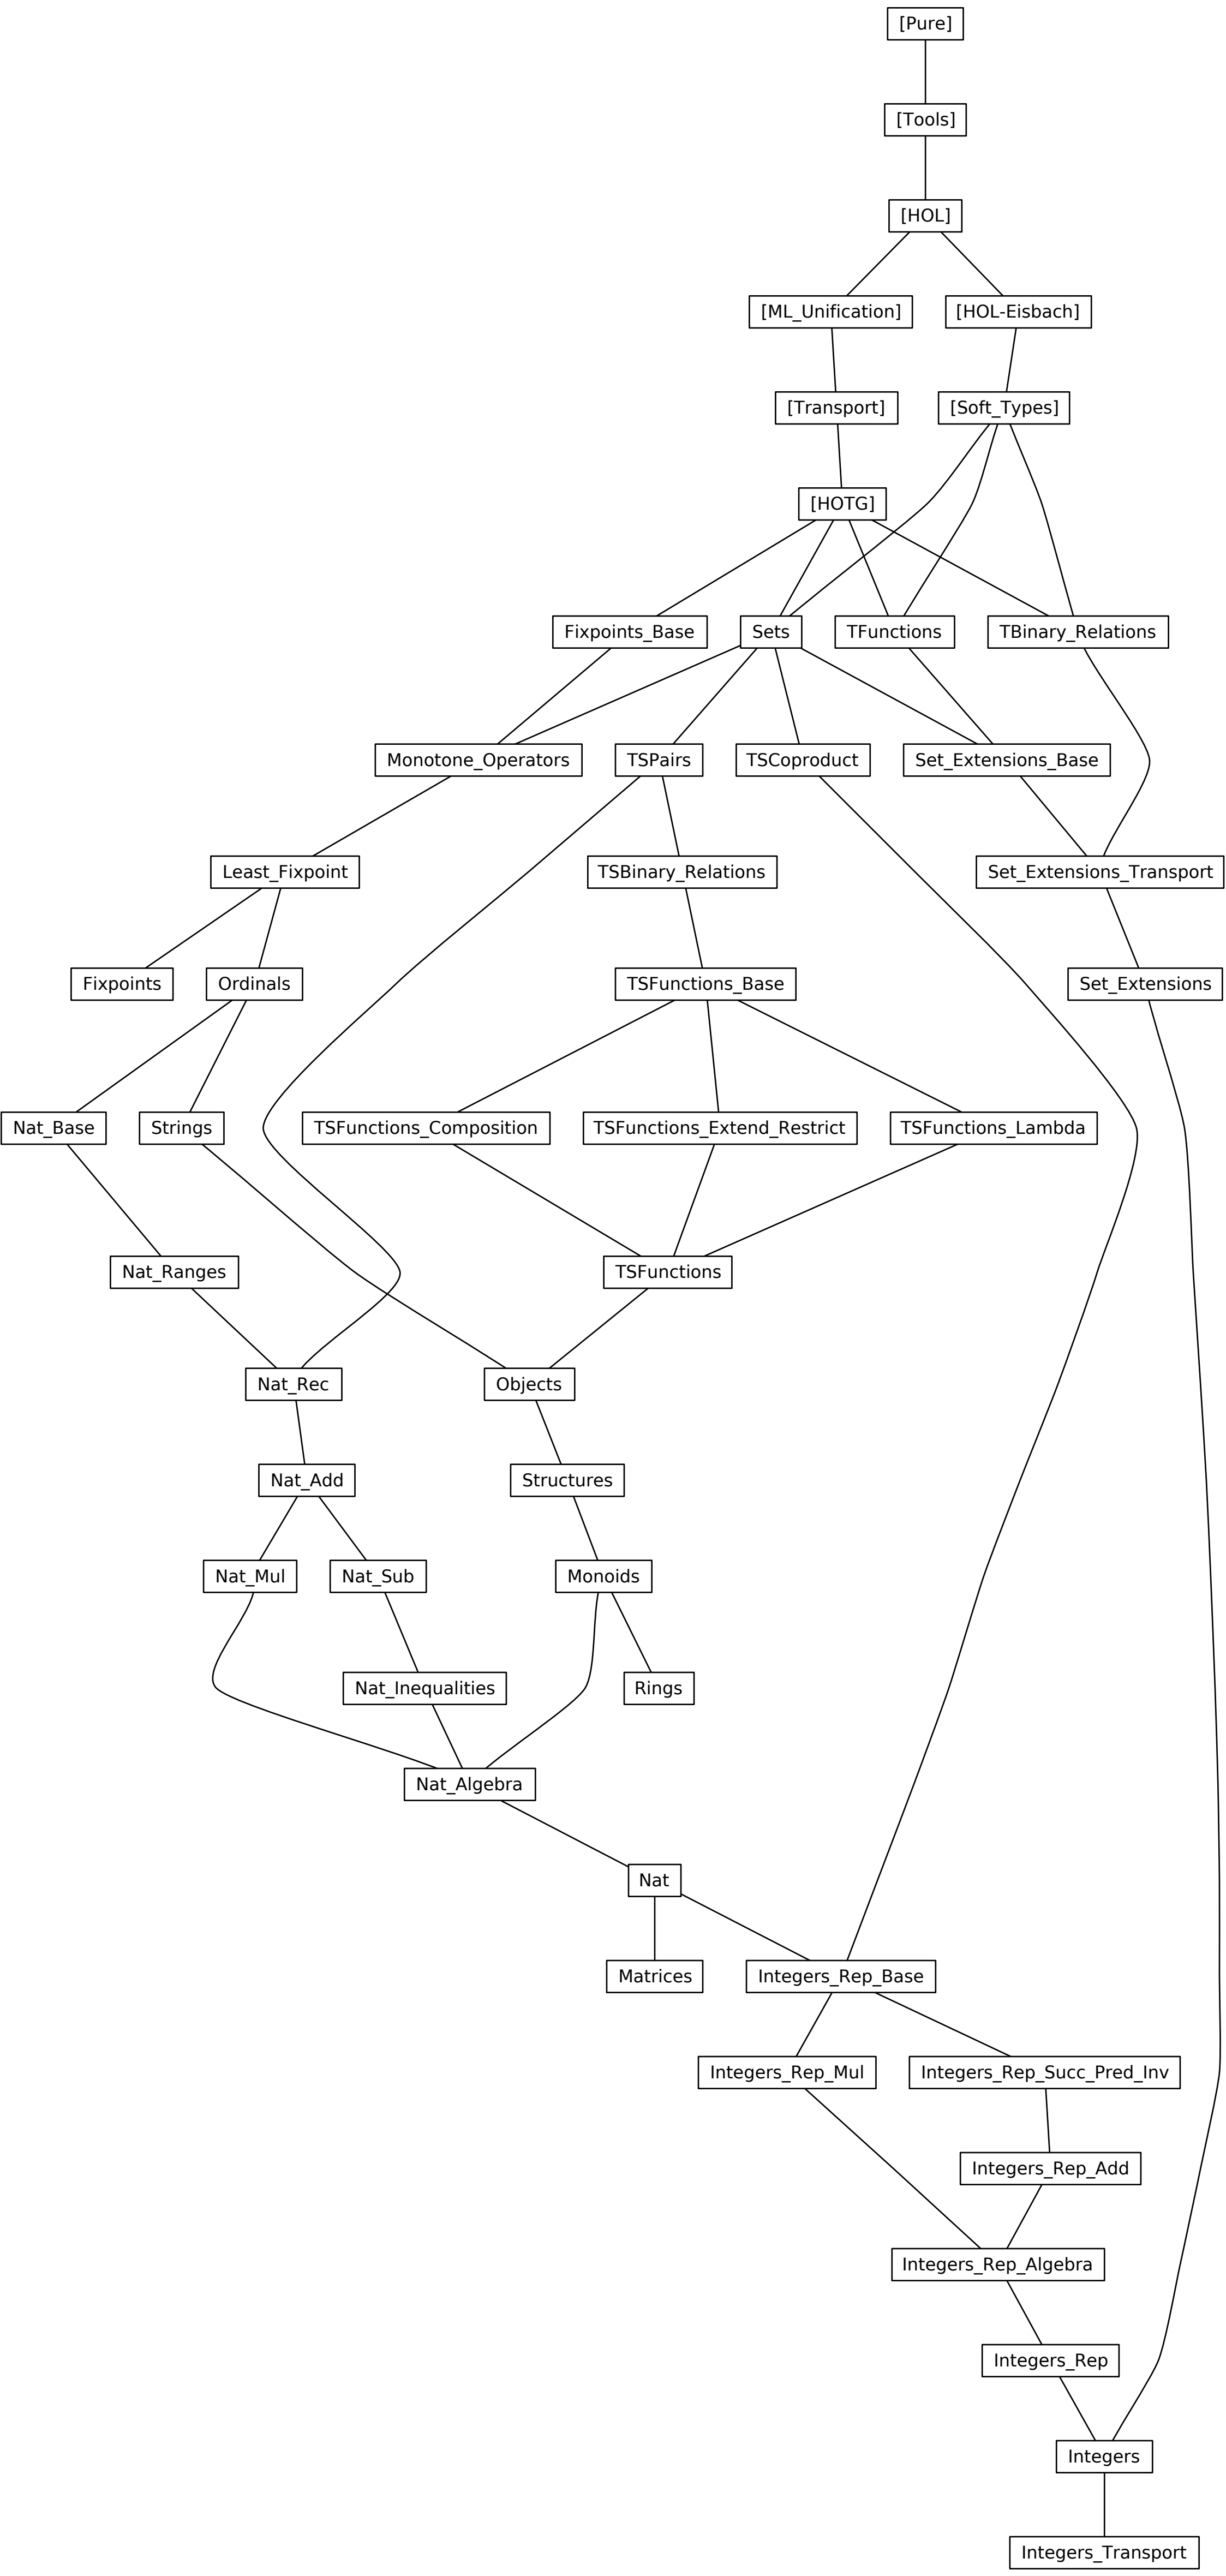 [Pure]
[Tools]
[HOL]
[ML_Unification]
[HOL-Eisbach]
[Transport]
[Soft_Types]
[HOTG]
Fixpoints_Base
Sets
TFunctions
TBinary_Relations
Monotone_Operators
TSPairs
TSCoproduct
Set_Extensions_Base
Least_Fixpoint
TSBinary_Relations
Set_Extensions_Transport
Fixpoints
Ordinals
TSFunctions_Base
Set_Extensions
Nat_Base
Strings
TSFunctions_Composition
TSFunctions_Extend_Restrict
TSFunctions_Lambda
Nat_Ranges
TSFunctions
Nat_Rec
Objects
Nat_Add
Structures
Nat_Mul
Nat_Sub
Monoids
Nat_Inequalities
Rings
Nat_Algebra
Nat
Matrices
Integers_Rep_Base
Integers_Rep_Mul
Integers_Rep_Succ_Pred_Inv
Integers_Rep_Add
Integers_Rep_Algebra
Integers_Rep
Integers
Integers_Transport